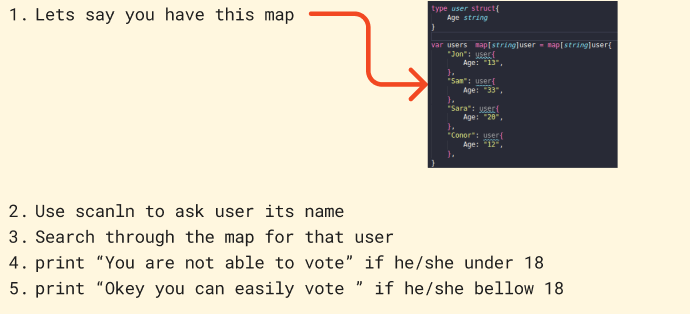 1. Lets say you have this map
type user struct{
Age string
}
var users map[string]user = map[string]user{
"Jon": user{
Age: "13",
},
"Sam": user{
Age: "33",
},
"Sara": user{
Age: "20",
},
"Conor": user{
Age: "12",
},
}
2. Use scanln to ask user its name
3. Search through the map for that user
4. print “You are not able to vote” if he/she under 18
5. print “Okey you can easily vote ” if he/she bellow 18